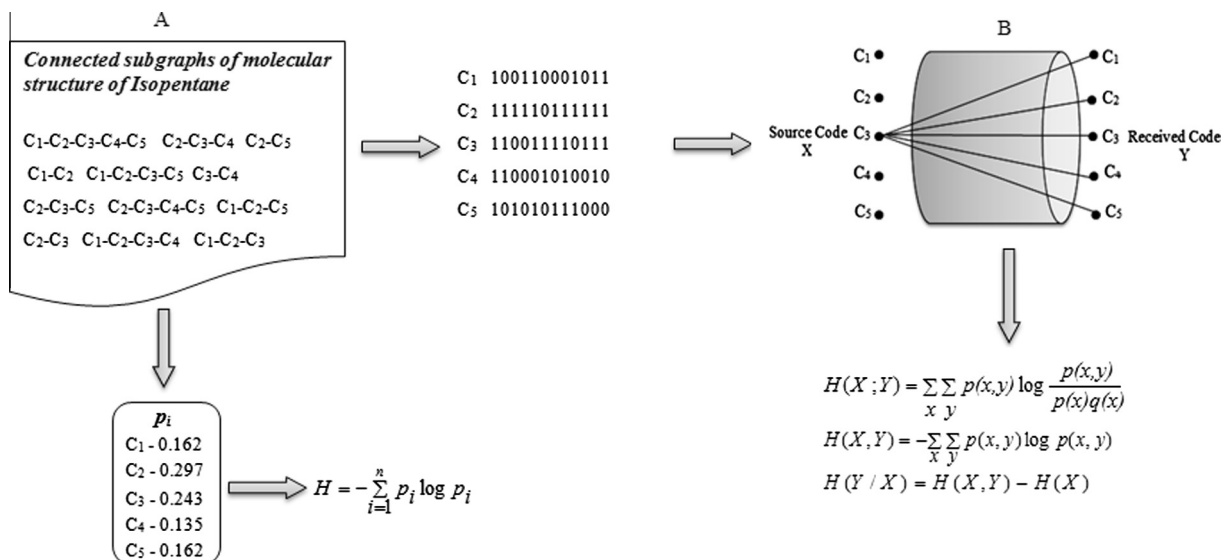 A
Connected subgraphs of molecular
structure of Isopentane
C₁-C₂-C₃-C₄-C₅ C₂-C₃-C₄ C₂-C₅
C₁-C₂ C₁-C₂-C₃-C₅ C₃-C₄
C₂-C₃-C₅ C₂-C₃-C₄-C₅ C₁-C₂-C₅
C₂-C₃ C₁-C₂-C₃-C₄ C₁-C₂-C₃
C₁ 100110001011
C₂ 111110111111
C₃ 110011110111
C₄ 110001010010
C₅ 101010111000
B
C₁
C₂
C₃
C₄
C₅
Source Code
X
C₁
C₂
C₃
C₄
C₅
Received Code
Y
pᵢ
C₁ - 0.162
C₂ - 0.297
C₃ - 0.243
C₄ - 0.135
C₅ - 0.162
H = -∑ⁿᵢ₌₁ pᵢ log pᵢ
H(X;Y) = ∑ₓ∑ᵧ p(x,y) log p(x,y)/p(x)q(x)
H(X,Y) = -∑ₓ∑ᵧ p(x,y) log p(x,y)
H(Y/X) = H(X,Y) – H(X)